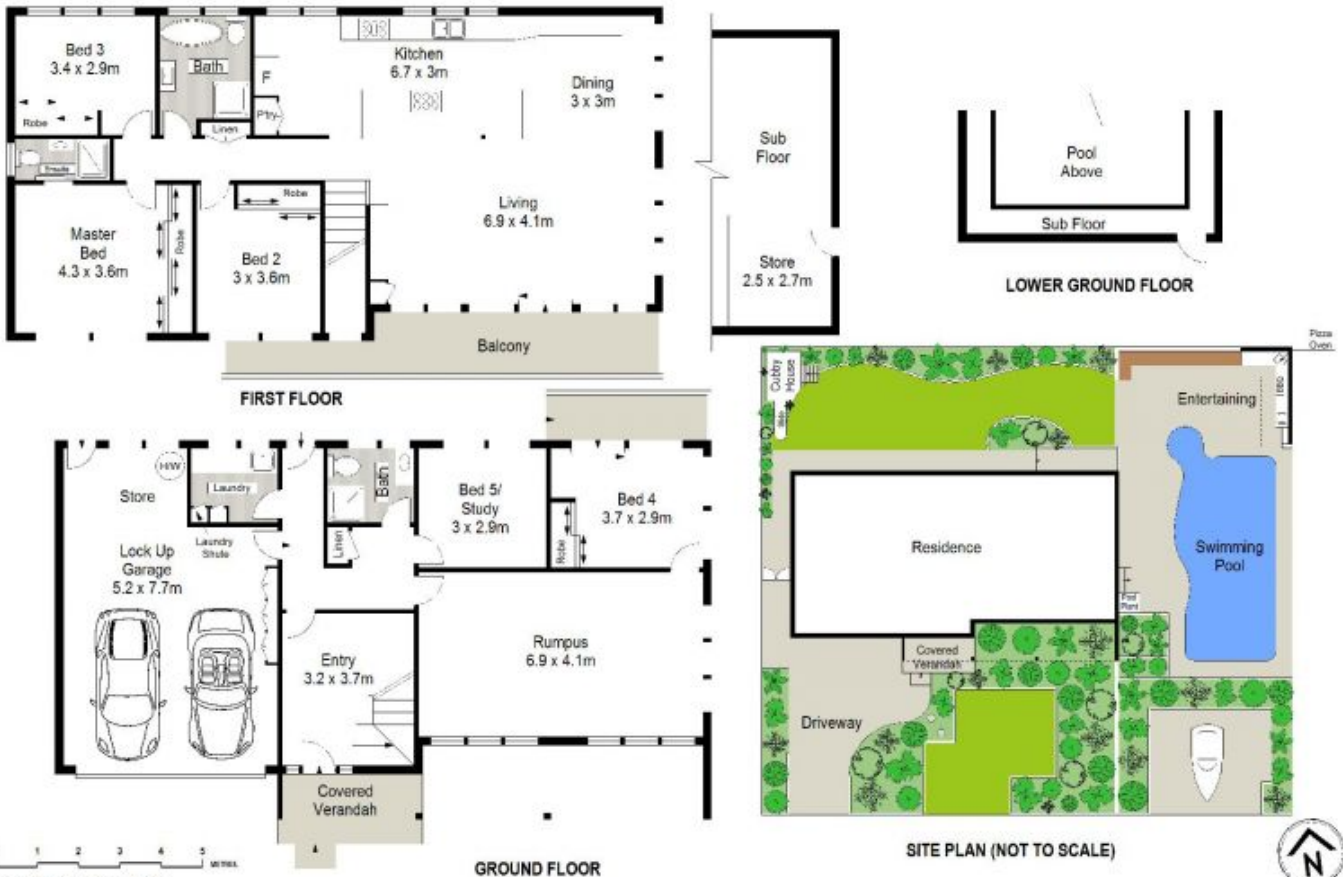 Bed 3
3.4 x 2.9m
Robe
Bath
Linen
F
P'try
Kitchen
6.7 x 3m
Dining
3 x 3m
Ensuite
Master
Bed
4.3 x 3.6m
Robe
Robe
Bed 2
3 x 3.6m
Living
6.9 x 4.1m
Balcony
FIRST FLOOR
Sub
Floor
Store
2.5 x 2.7m
Pool
Above
Sub Floor
LOWER GROUND FLOOR
Store
H/W
Laundry
Laundry
Shute
Lock Up
Garage
5.2 x 7.7m
Bath
Linen
Bed 5/
Study
3 x 2.9m
Bed 4
3.7 x 2.9m
Robe
Entry
3.2 x 3.7m
Rumpus
6.9 x 4.1m
Covered
Verandah
GROUND FLOOR
1 2 3 4 5
METRES
Pizza
Oven
Cubby
House
Slide
Entertaining
BBQ
Residence
Swimming
Pool
Pool
Plant
Covered
Verandah
Driveway
SITE PLAN (NOT TO SCALE)
N